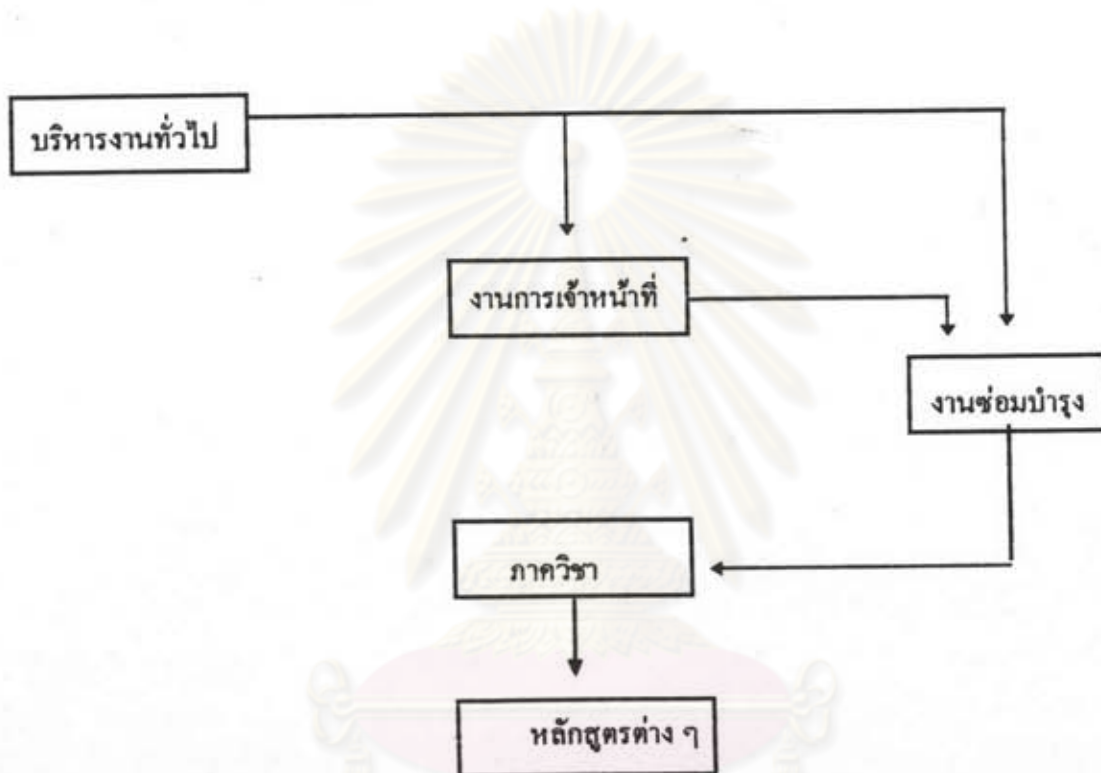 บริหารงานทั่วไป
งานการเจ้าหน้าที่
งานซ่อมบำรุง
ภาควิชา
หลักสูตรต่าง ๆ